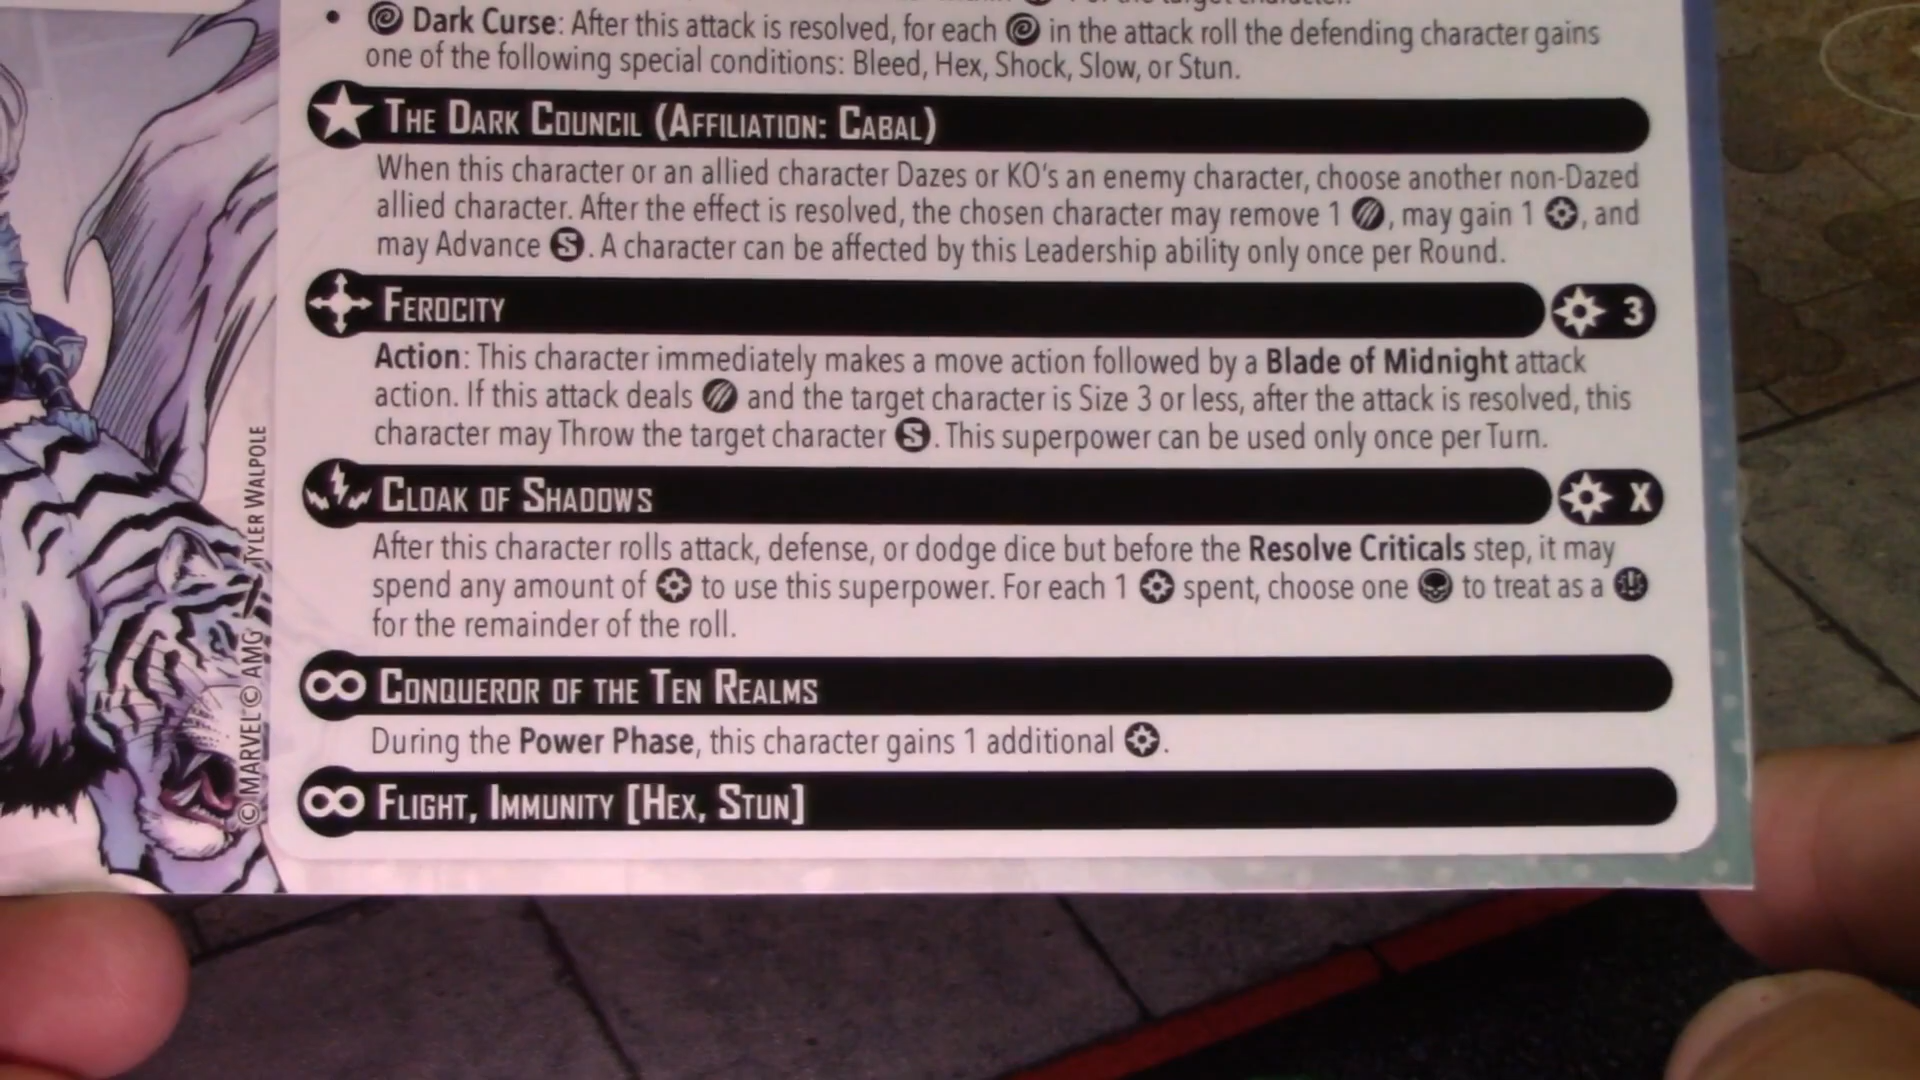 • Dark Curse: After this attack is resolved, for each in the attack roll the defending character gains
one of the following special conditions: Bleed, Hex, Shock, Slow, or Stun.
THE DARK COUNCIL (AFFILIATION: CABAL)
When this character or an allied character Dazes or KO's an enemy character, choose another non-Dazed
allied character. After the effect is resolved, the chosen character may remove 1 , may gain 1 , and
may Advance S. A character can be affected by this Leadership ability only once per Round.
FEROCITY 3
Action: This character immediately makes a move action followed by a Blade of Midnight attack
action. If this attack deals and the target character is Size 3 or less, after the attack is resolved, this
character may Throw the target character S. This superpower can be used only once per Turn.
CLOAK OF SHADOWS X
After this character rolls attack, defense, or dodge dice but before the Resolve Criticals step, it may
spend any amount of to use this superpower. For each 1 spent, choose one to treat as a
for the remainder of the roll.
CONQUEROR OF THE TEN REALMS
During the Power Phase, this character gains 1 additional .
FLIGHT, IMMUNITY [HEX, STUN]
© MARVEL © AMG TYLER WALPOLE